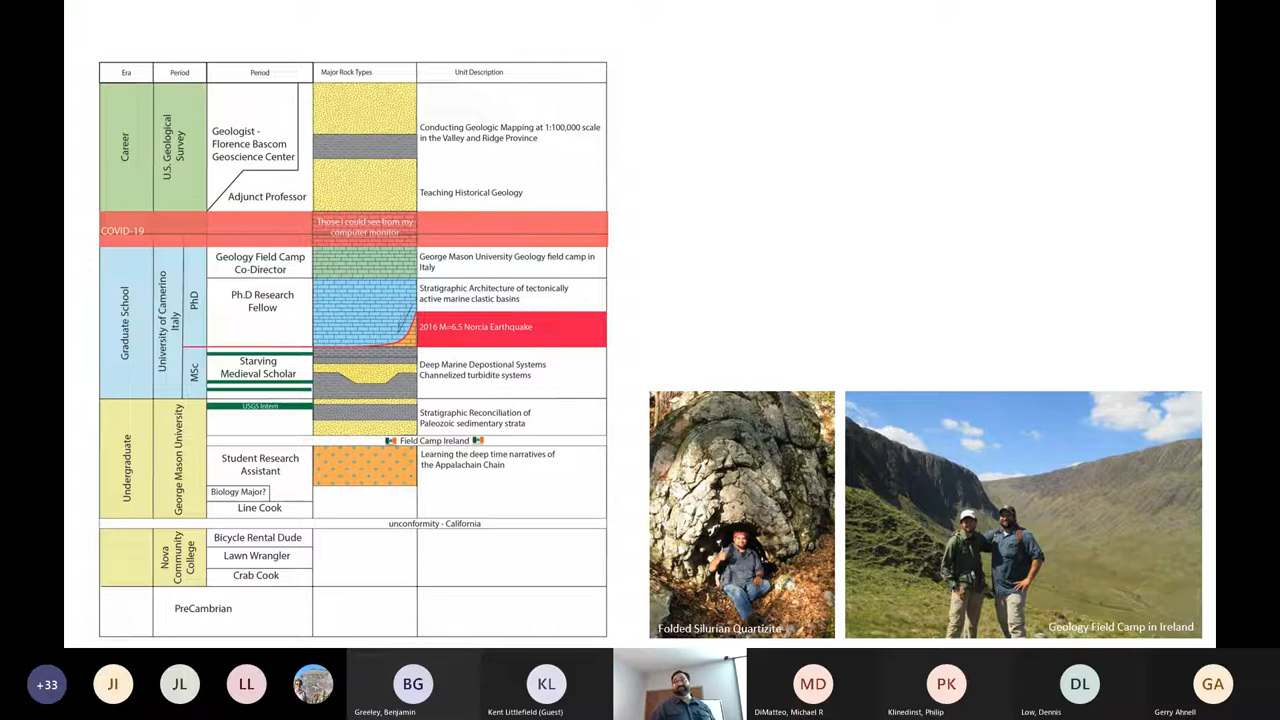 Era
Period
Period
Major Rock Types
Unit Description
Career
U.S. Geological
Survey
Geologist -
Florence Bascom
Geoscience Center
Conducting Geologic Mapping at 1:100,000 scale
in the Valley and Ridge Province
Adjunct Professor
Teaching Historical Geology
COVID-19
Those I could see from my
computer monitor
Graduate School
University of Camerino
Italy
PhD
Geology Field Camp
Co-Director
George Mason University Geology field camp in
Italy
Ph.D Research
Fellow
Stratigraphic Architecture of tectonically
active marine clastic basins
2016 M=6.5 Norcia Earthquake
MSc
Starving
Medieval Scholar
Deep Marine Depostional Systems
Channelized turbidite systems
Undergraduate
George Mason University
USGS Intern
Stratigraphic Reconciliation of
Paleozoic sedimentary strata
Field Camp Ireland
Student Research
Assistant
Learning the deep time narratives of
the Appalachain Chain
Biology Major?
Line Cook
unconformity - California
Nova
Community
College
Bicycle Rental Dude
Lawn Wrangler
Crab Cook
PreCambrian
Folded Silurian Quartizite
Geology Field Camp in Ireland
+33
JI
JL
LL
BG
Greeley, Benjamin
KL
Kent Littlefield (Guest)
MD
DiMatteo, Michael R
PK
Klinedinst, Philip
DL
Low, Dennis
GA
Gerry Ahnell